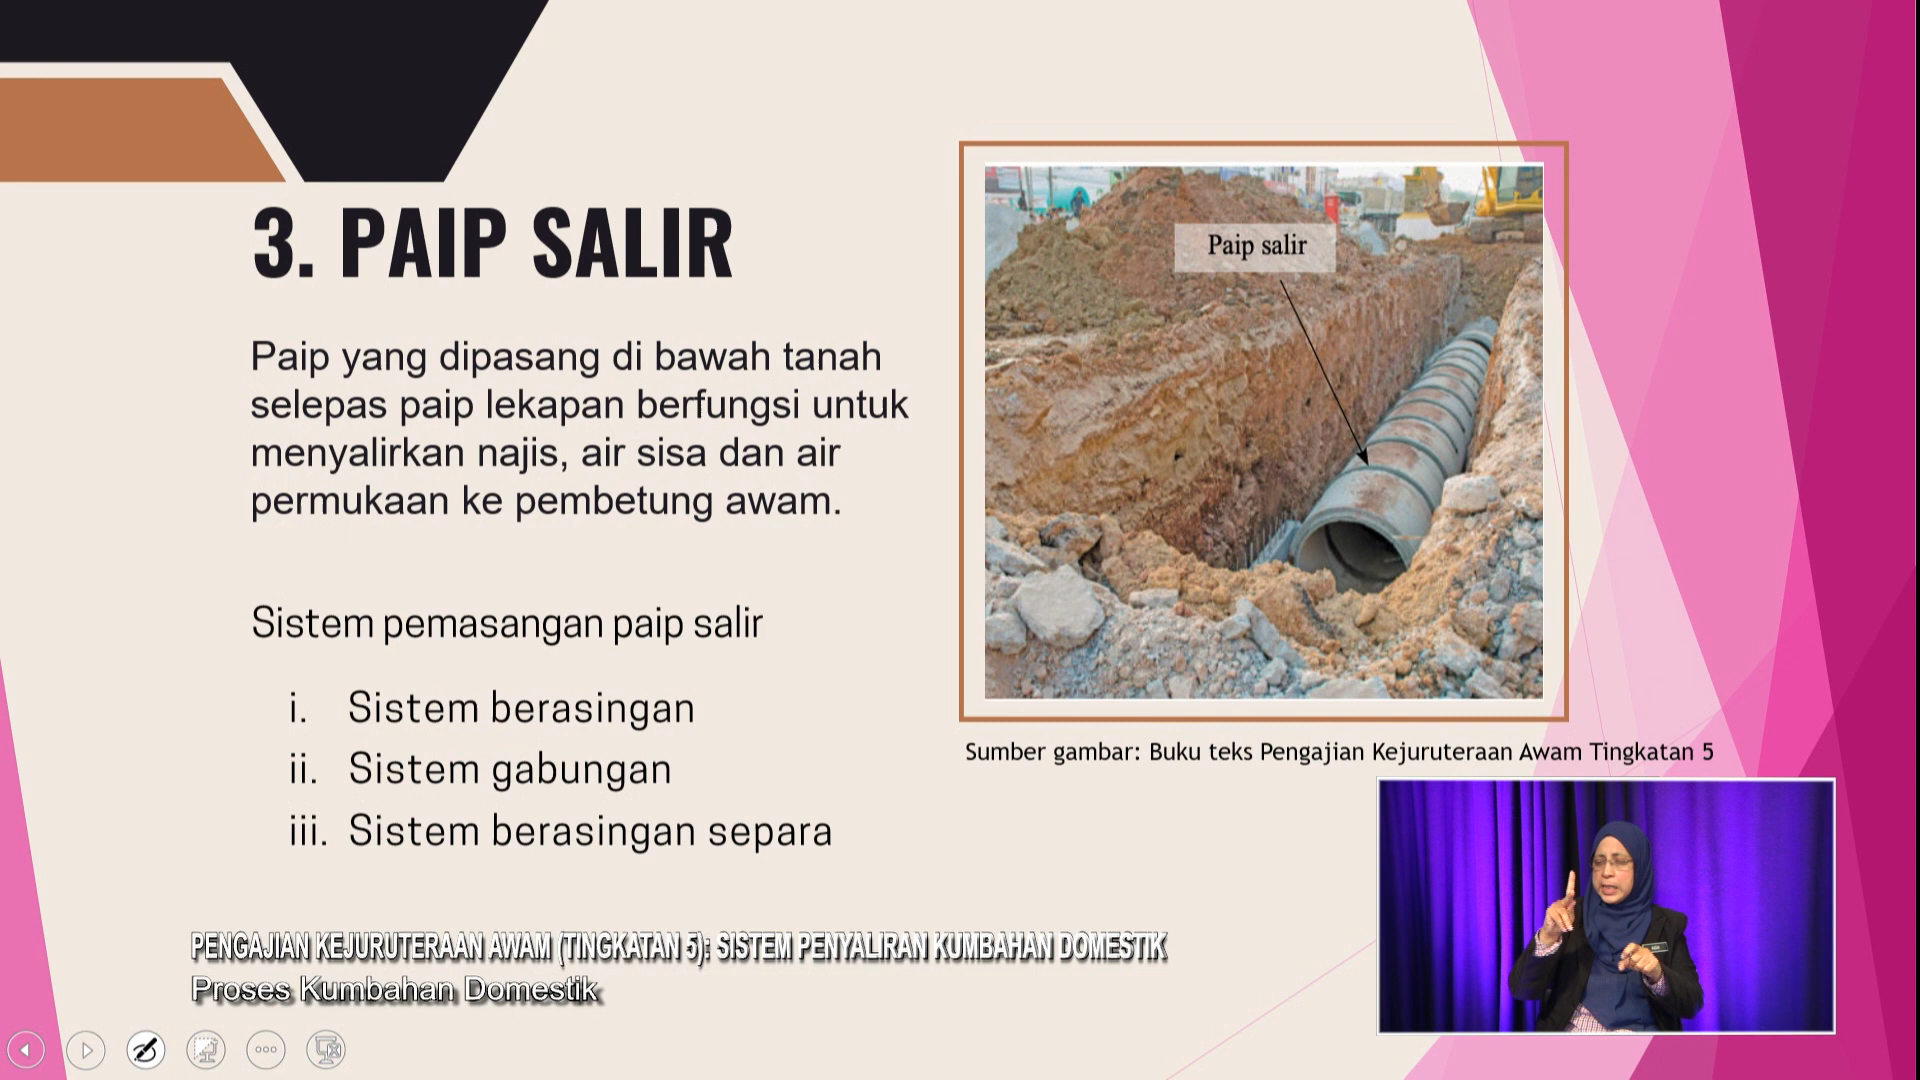 3. PAIP SALIR
Paip yang dipasang di bawah tanah
selepas paip lekapan berfungsi untuk
menyalirkan najis, air sisa dan air
permukaan ke pembetung awam.
Sistem pemasangan paip salir
i. Sistem berasingan
ii. Sistem gabungan
iii. Sistem berasingan separa
Paip salir
Sumber gambar: Buku teks Pengajian Kejuruteraan Awam Tingkatan 5
PENGAJIAN KEJURUTERAAN AWAM (TINGKATAN 5): SISTEM PENYALIRAN KUMBAHAN DOMESTIK
Proses Kumbahan Domestik